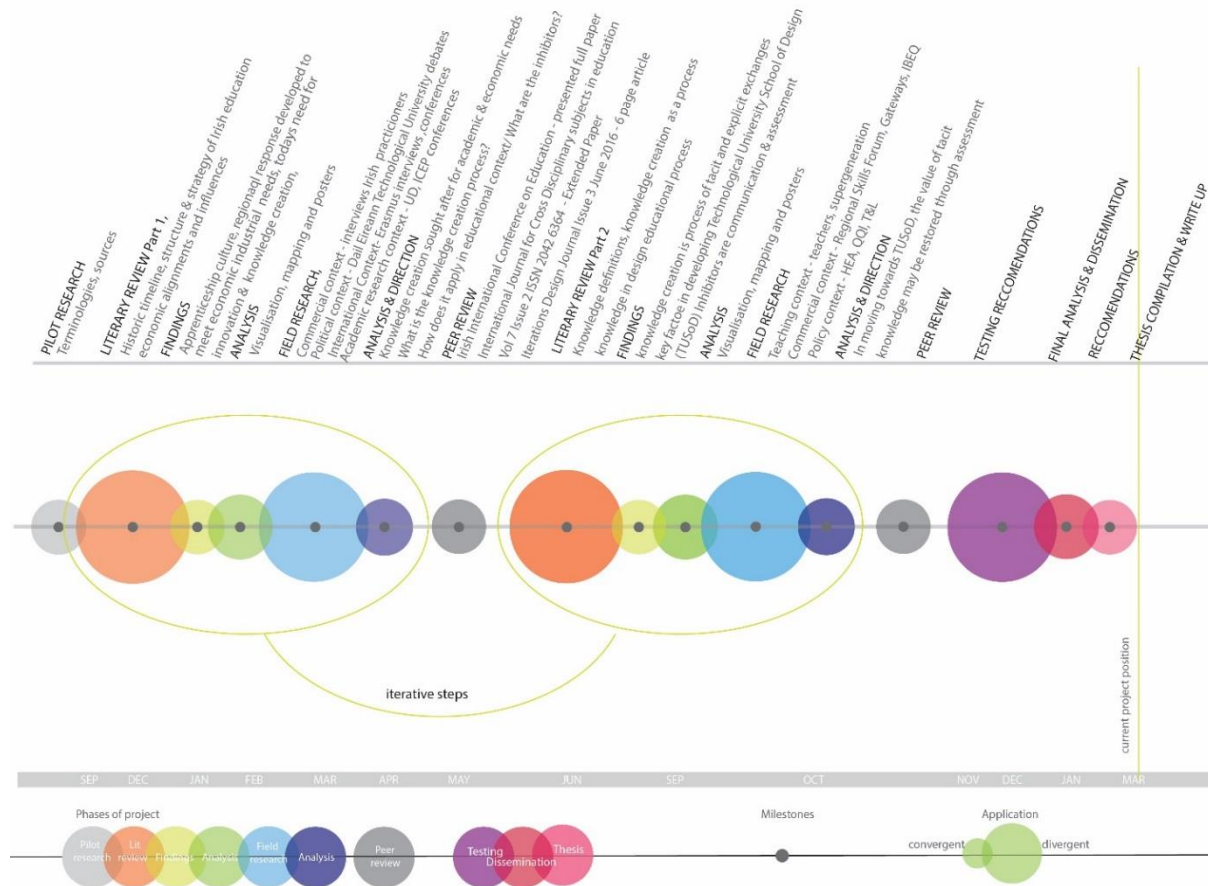 PILOT RESEARCH
Terminologies, sources
LITERARY REVIEW Part 1,
Historic timeline, structure & strategy of Irish education
economic alignments and influences
FINDINGS
Apprenticeship culture, regionaql response developed to
meet economic Industrial needs, todays need for
innovation & knowledge creation,
ANALYSIS
Visualisation, mapping and posters
FIELD RESEARCH,
Commercial context - interviews Irish practicioners
Political context - Dail Eireann Technological University debates
International Context- Erasmus interviews ,conferences
Academic research context - UD, ICEP conferences
ANALYSIS & DIRECTION
Knowledge creation sought after for academic & economic needs
What is the knowledge creation process?
How does it apply in educational context/ What are the inhibitors?
PEER REVIEW
Irish International Conference on Education - presented full paper
International Journal for Cross Disciplinary subjects in education
Vol 7 Issue 2 ISSN 2042 6364 - Extended Paper
Iterations Design Journal Issue 3 June 2016 - 6 page article
LITERARY REVIEW Part 2
Knowledge definitions, knowledge creation as a process
knowledge in design educational process
FINDINGS
knowledge creation is process of tacit and explicit exchanges
key factoe in developing Technological University School of Design
(TUSoD) Inhibitors are communication & assessment
ANALYSIS
Visualisation, mapping and posters
FIELD RESEARCH
Teaching context - teachers, supergeneration
Commercial context - Regional Skills Forum, Gateways, IBEQ
Policy context - HEA, QQI, T&L
ANALYSIS & DIRECTION
In moving towards TUSoD, the value of tacit
knowledge may be restored through assessment
PEER REVIEW
TESTING RECCOMENDATIONS
FINAL ANALYSIS & DISSEMINATION
RECCOMENDATIONS
THESIS COMPILATION & WRITE UP
iterative steps
current project position
SEP DEC JAN FEB MAR APR MAY JUN SEP OCT NOV DEC JAN MAR
Phases of project
Milestones
Application
Pilot research
Lit review
Findings
Analysis
Field research
Analysis
Peer review
Testing
Dissemination
Thesis
convergent
divergent